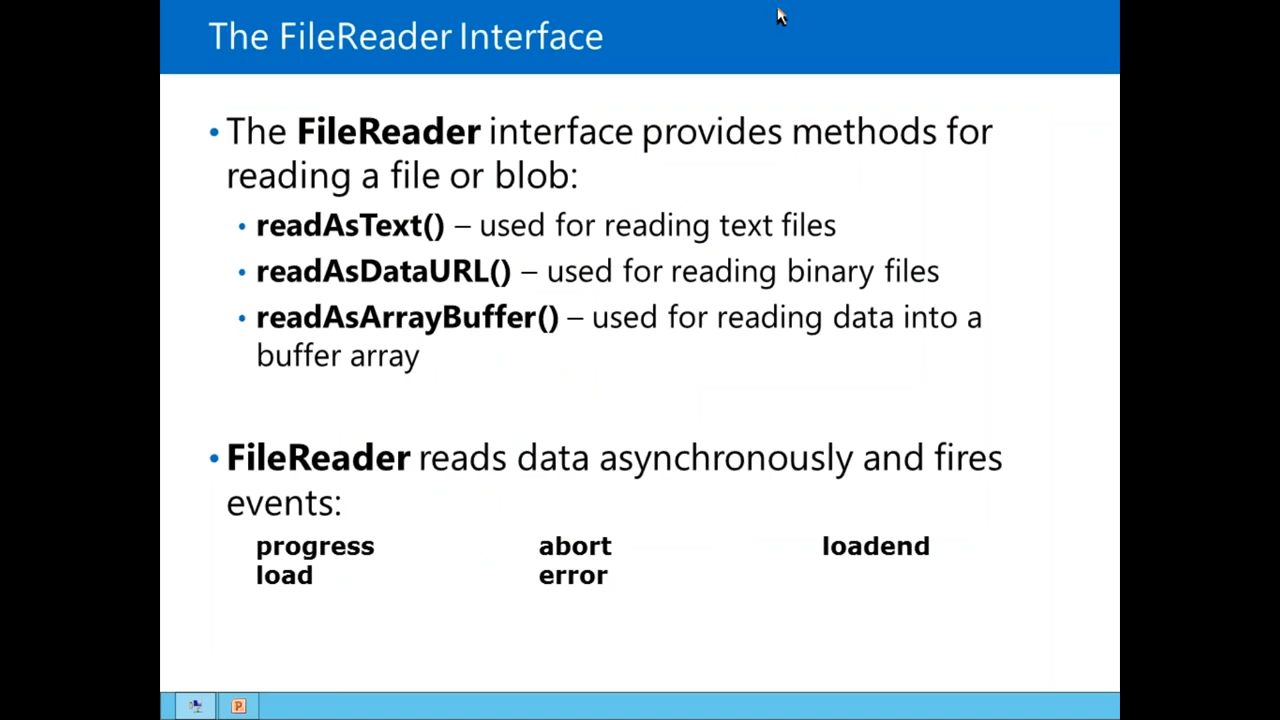 The FileReader Interface
• The FileReader interface provides methods for
reading a file or blob:
• readAsText() – used for reading text files
• readAsDataURL() – used for reading binary files
• readAsArrayBuffer() – used for reading data into a
buffer array
• FileReader reads data asynchronously and fires
events:
progress abort loadend
load error
P